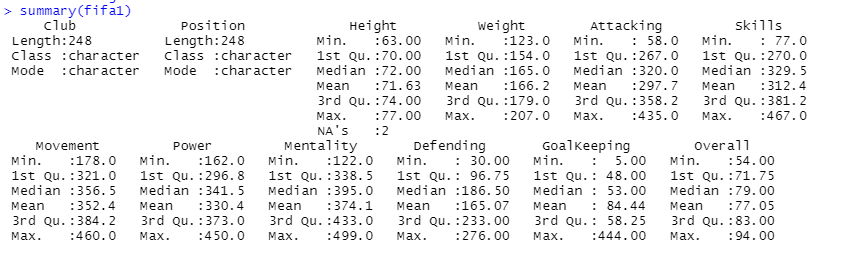 > summary(fifa1)
     Club             Position             Height          Weight        Attacking         Skills
 Length:248         Length:248         Min.   :63.00   Min.   :123.0   Min.   : 58.0   Min.   : 77.0
 Class :character   Class :character   1st Qu.:70.00   1st Qu.:154.0   1st Qu.:267.0   1st Qu.:270.0
 Mode  :character   Mode  :character   Median :72.00   Median :165.0   Median :320.0   Median :329.5
                                       Mean   :71.63   Mean   :166.2   Mean   :297.7   Mean   :312.4
                                       3rd Qu.:74.00   3rd Qu.:179.0   3rd Qu.:358.2   3rd Qu.:381.2
                                       Max.   :77.00   Max.   :207.0   Max.   :435.0   Max.   :467.0
                                       NA's   :2
    Movement         Power         Mentality       Defending       GoalKeeping        Overall
 Min.   :178.0   Min.   :162.0   Min.   :122.0   Min.   : 30.00   Min.   :  5.00   Min.   :54.00
 1st Qu.:321.0   1st Qu.:296.8   1st Qu.:338.5   1st Qu.: 96.75   1st Qu.: 48.00   1st Qu.:71.75
 Median :356.5   Median :341.5   Median :395.0   Median :186.50   Median : 53.00   Median :79.00
 Mean   :352.4   Mean   :330.4   Mean   :374.1   Mean   :165.07   Mean   : 84.44   Mean   :77.05
 3rd Qu.:384.2   3rd Qu.:373.0   3rd Qu.:433.0   3rd Qu.:233.00   3rd Qu.: 58.25   3rd Qu.:83.00
 Max.   :460.0   Max.   :450.0   Max.   :499.0   Max.   :276.00   Max.   :444.00   Max.   :94.00